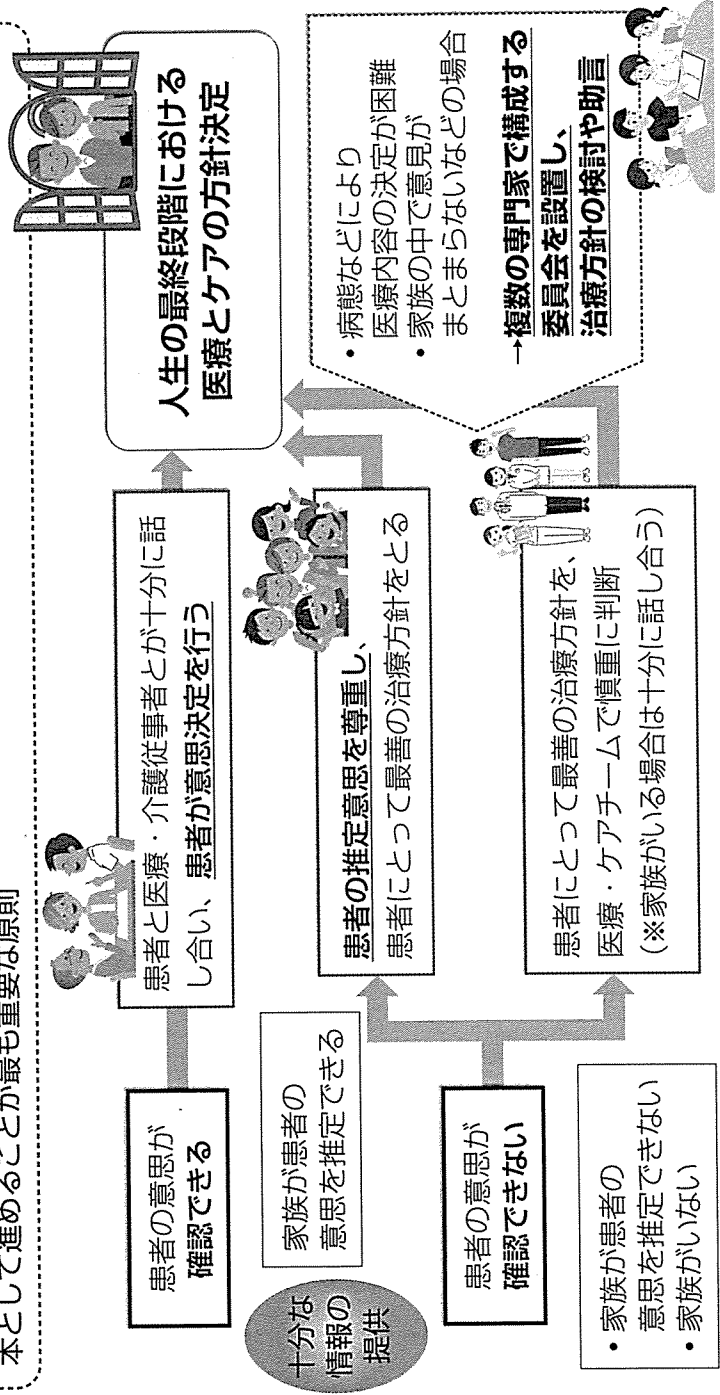 本として進めることが最も重要な原則
十分な
情報の
提供
患者の意思が
確認できる
患者と医療・介護従事者とが十分に話
し合い、患者が意思決定を行う
人生の最終段階における
医療とケアの方針決定
家族が患者の
意思を推定できる
患者の意思が
確認できない
患者の推定意思を尊重し、
患者にとって最善の治療方針をとる
• 家族が患者の
意思を推定できない
• 家族がいない
患者にとって最善の治療方針を、
医療・ケアチームで慎重に判断
(※家族がいる場合は十分に話し合う)
• 病態などにより
医療内容の決定が困難
• 家族の中で意見が
まとまらないなどの場合
→複数の専門家で構成する
委員会を設置し、
治療方針の検討や助言